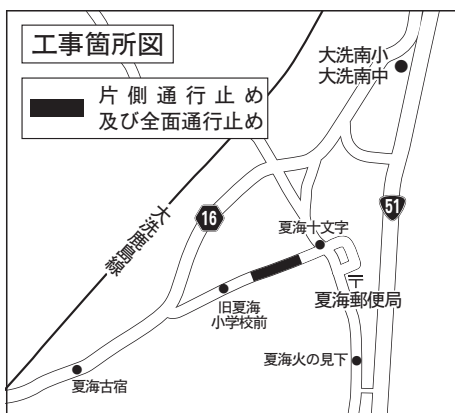 工事箇所図
片側通行止め
及び全面通行止め
大洗南小
大洗南中
16
51
大洗鹿島線
夏海十文字
〒
夏海郵便局
旧夏海
小学校前
夏海火の見下
夏海古宿